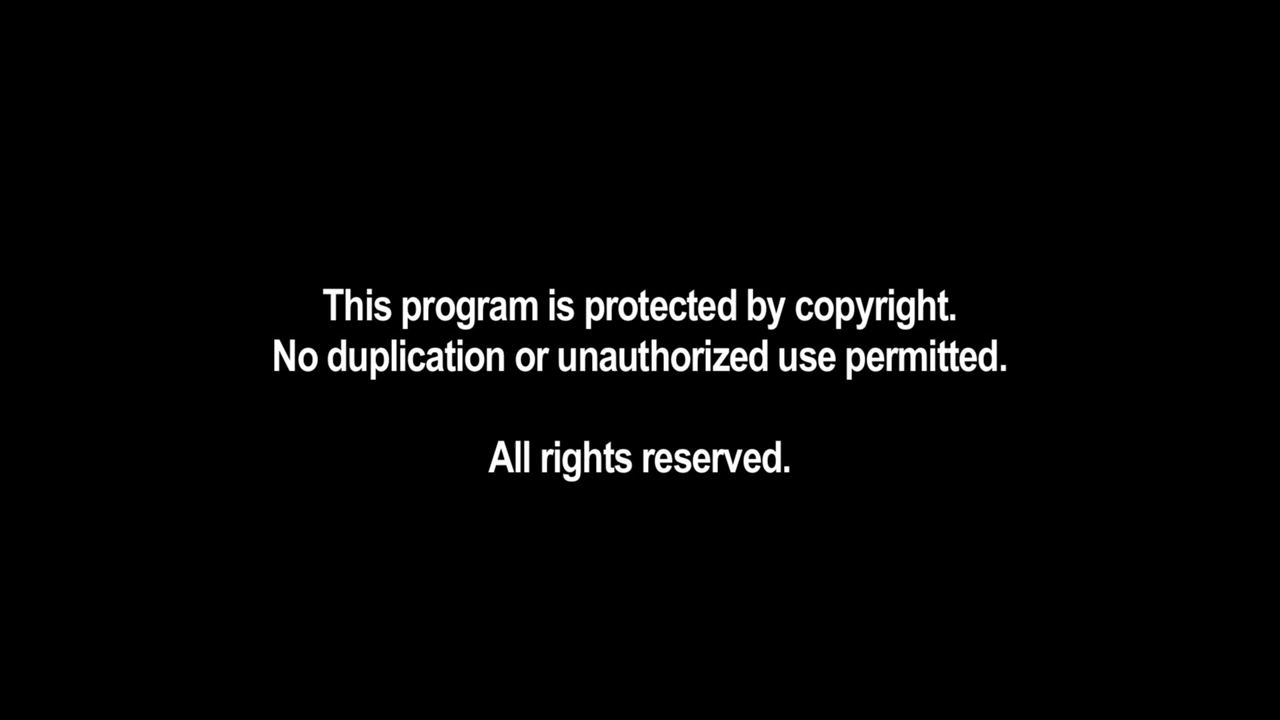 This program is protected by copyright.
No duplication or unauthorized use permitted.
All rights reserved.